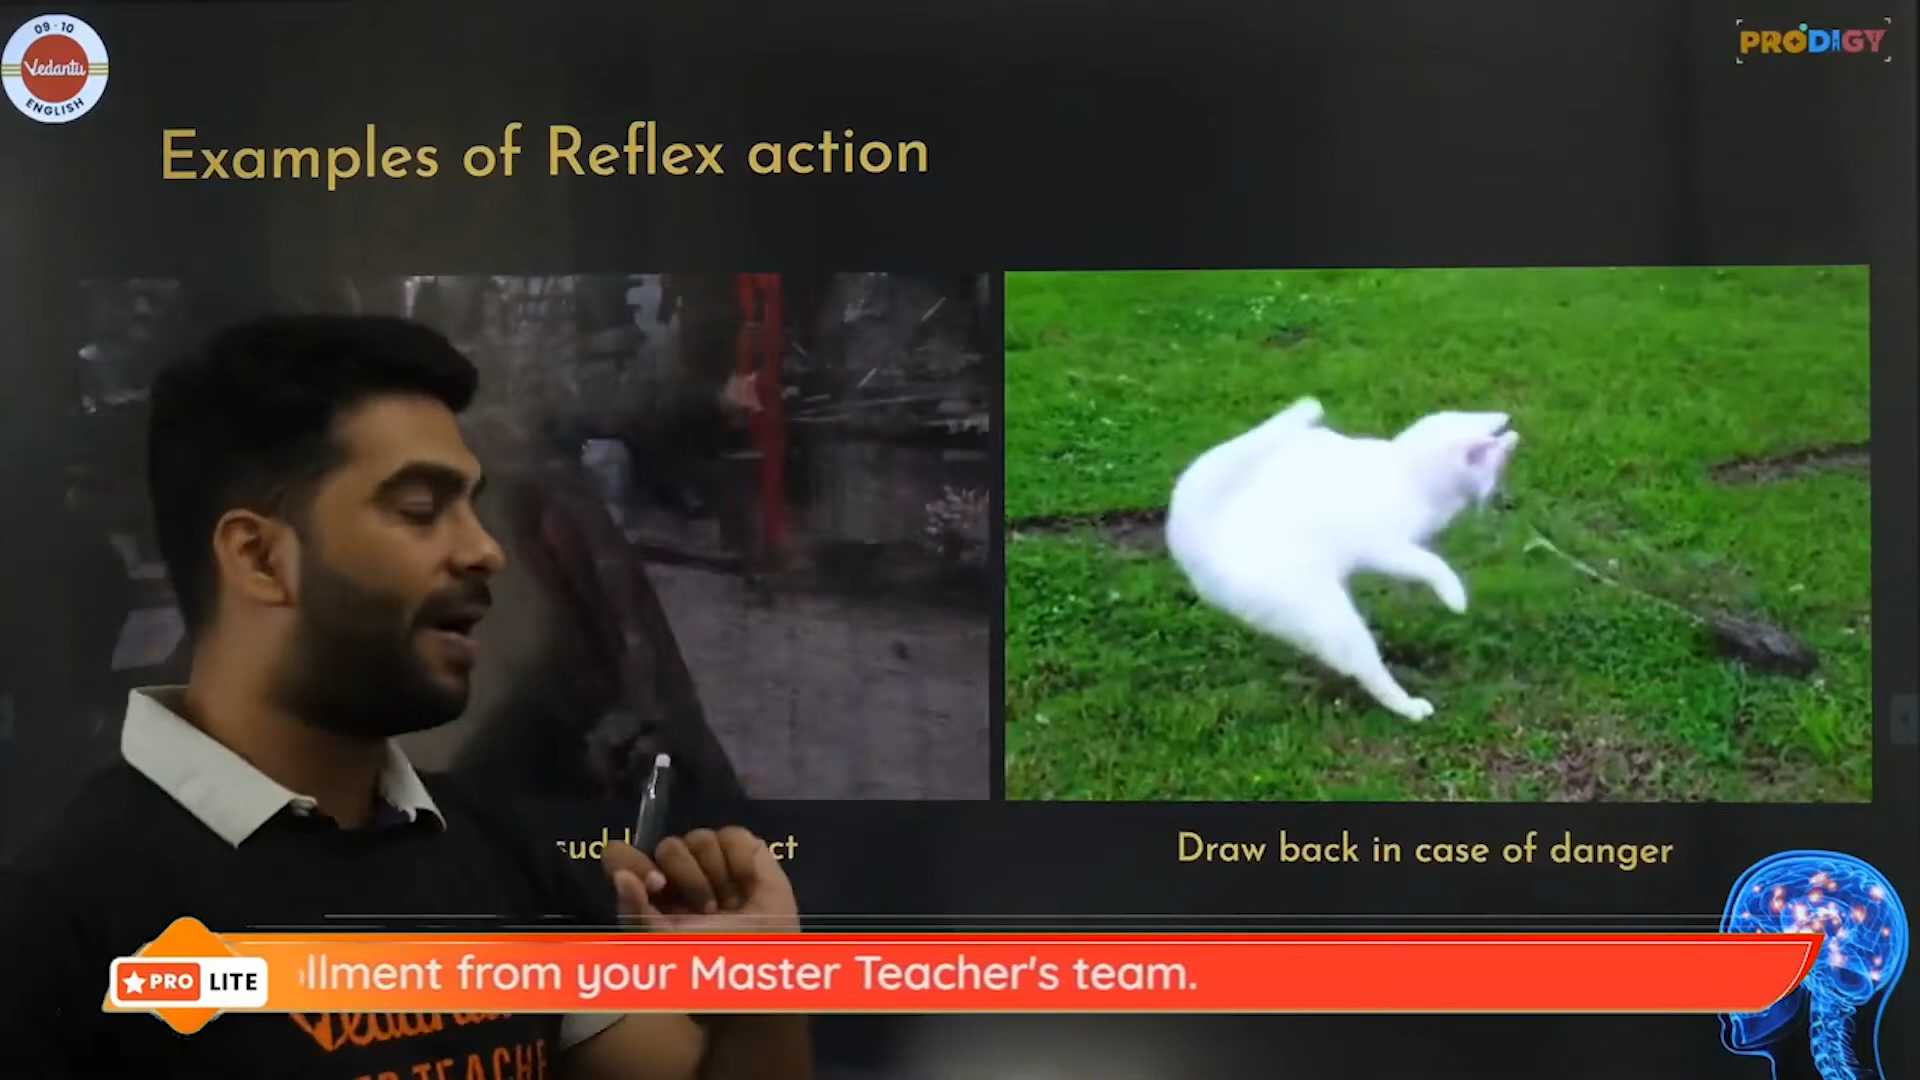 09-10
Vedantu
ENGLISH
PRODIGY
Examples of Reflex action
Draw back in case of danger
PRO LITE
llment from your Master Teacher's team.
TEACHE